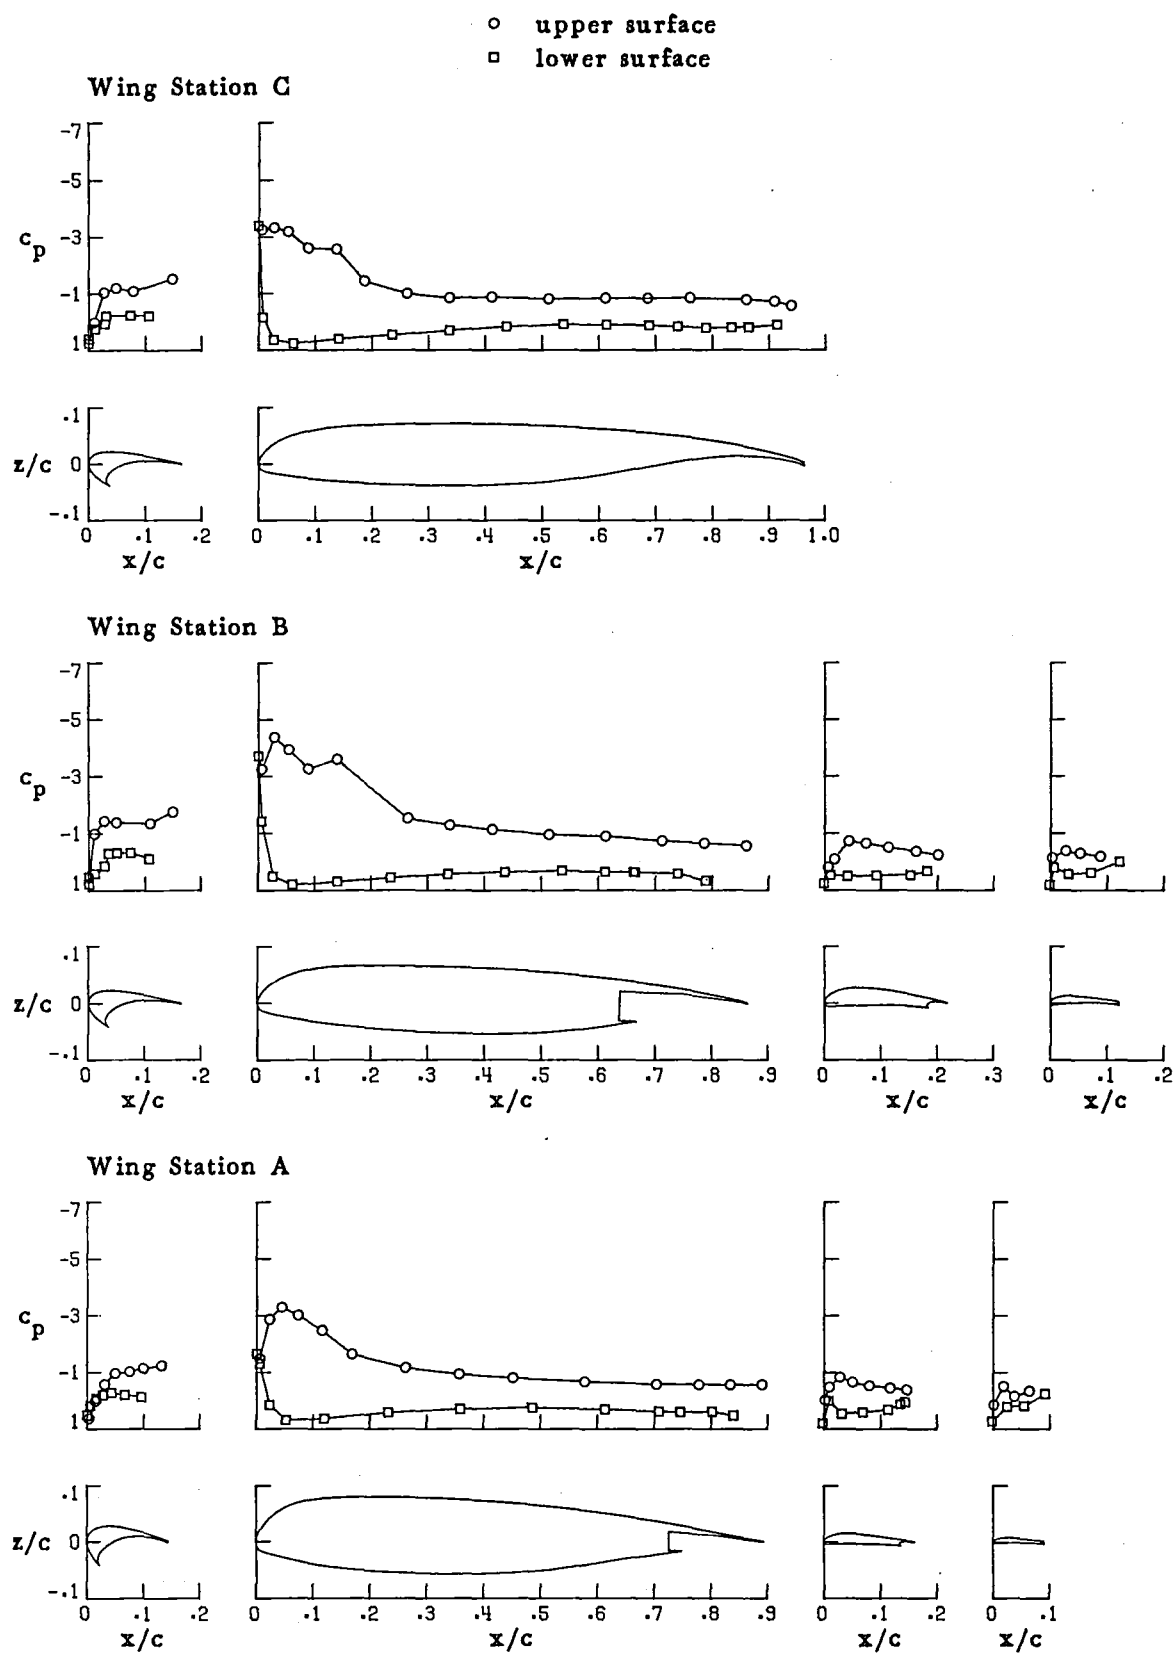 upper surface
lower surface
Wing Station C
-7
-5
c_p -3
-1
1
.1
z/c 0
-.1
0 .1 .2 0 .1 .2 .3 .4 .5 .6 .7 .8 .9 1.0
x/c x/c
Wing Station B
-7
-5
c_p -3
-1
1
.1
z/c 0
-.1
0 .1 .2 0 .1 .2 .3 .4 .5 .6 .7 .8 .9 0 .1 .2 .3 0 .1 .2
x/c x/c x/c x/c
Wing Station A
-7
-5
c_p -3
-1
1
.1
z/c 0
-.1
0 .1 .2 0 .1 .2 .3 .4 .5 .6 .7 .8 .9 0 .1 .2 0 .1
x/c x/c x/c x/c